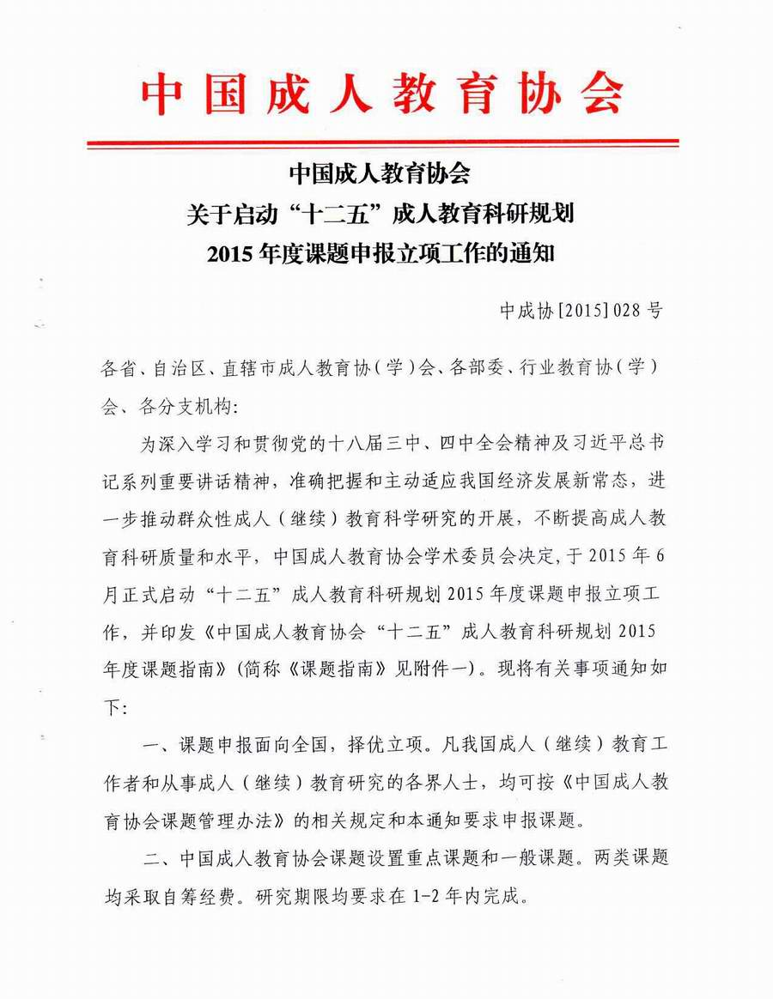 中国成人教育协会
中国成人教育协会
关于启动“十二五”成人教育科研规划
2015 年度课题申报立项工作的通知
中成协[2015]028 号
各省、自治区、直辖市成人教育协(学)会、各部委、行业教育协(学)
会、各分支机构:
为深入学习和贯彻党的十八届三中、四中全会精神及习近平总书
记系列重要讲话精神，准确把握和主动适应我国经济发展新常态，进
一步推动群众性成人（继续）教育科学研究的开展，不断提高成人教
育科研质量和水平，中国成人教育协会学术委员会决定,于 2015 年 6
月正式启动“十二五”成人教育科研规划 2015 年度课题申报立项工
作，并印发《中国成人教育协会“十二五”成人教育科研规划 2015
年度课题指南》(简称《课题指南》见附件一)。现将有关事项通知如
下:
一、课题申报面向全国，择优立项。凡我国成人（继续）教育工
作者和从事成人（继续）教育研究的各界人士，均可按《中国成人教
育协会课题管理办法》的相关规定和本通知要求申报课题。
二、中国成人教育协会课题设置重点课题和一般课题。两类课题
均采取自筹经费。研究期限均要求在 1-2 年内完成。